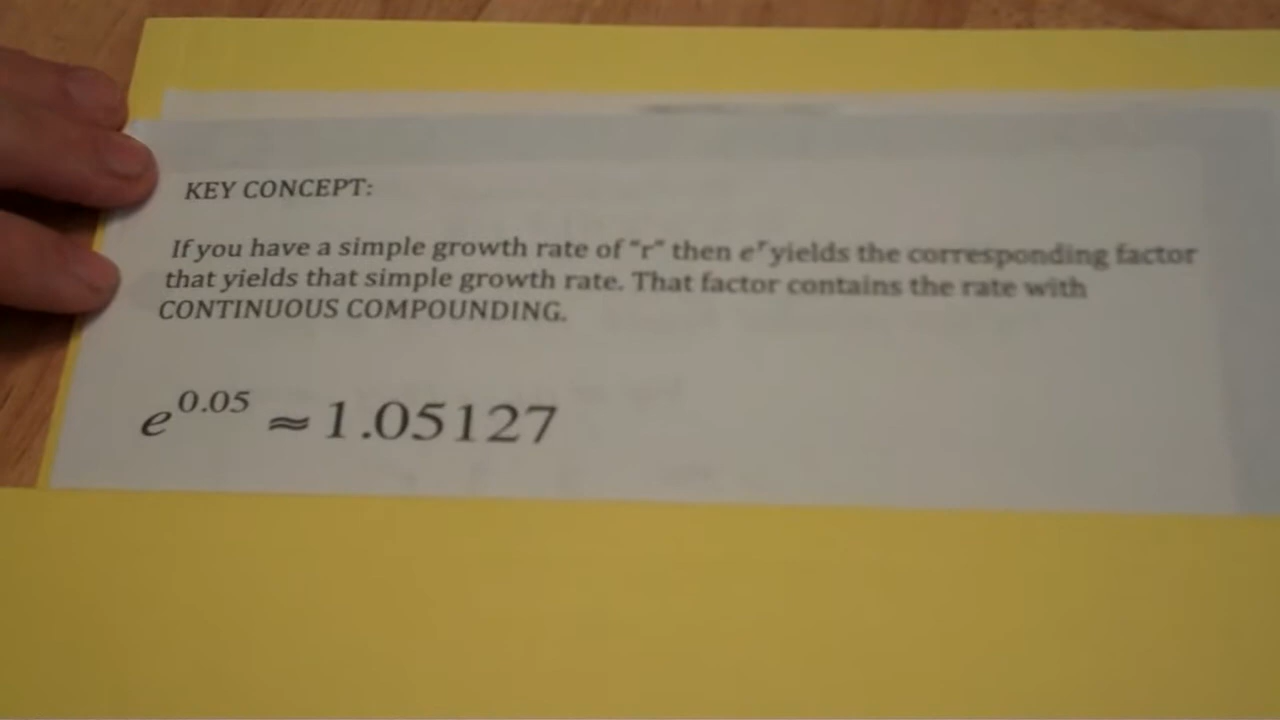 KEY CONCEPT:
If you have a simple growth rate of "r" then eʳ yields the corresponding factor
that yields that simple growth rate. That factor contains the rate with
CONTINUOUS COMPOUNDING.
e^0.05 ≈ 1.05127